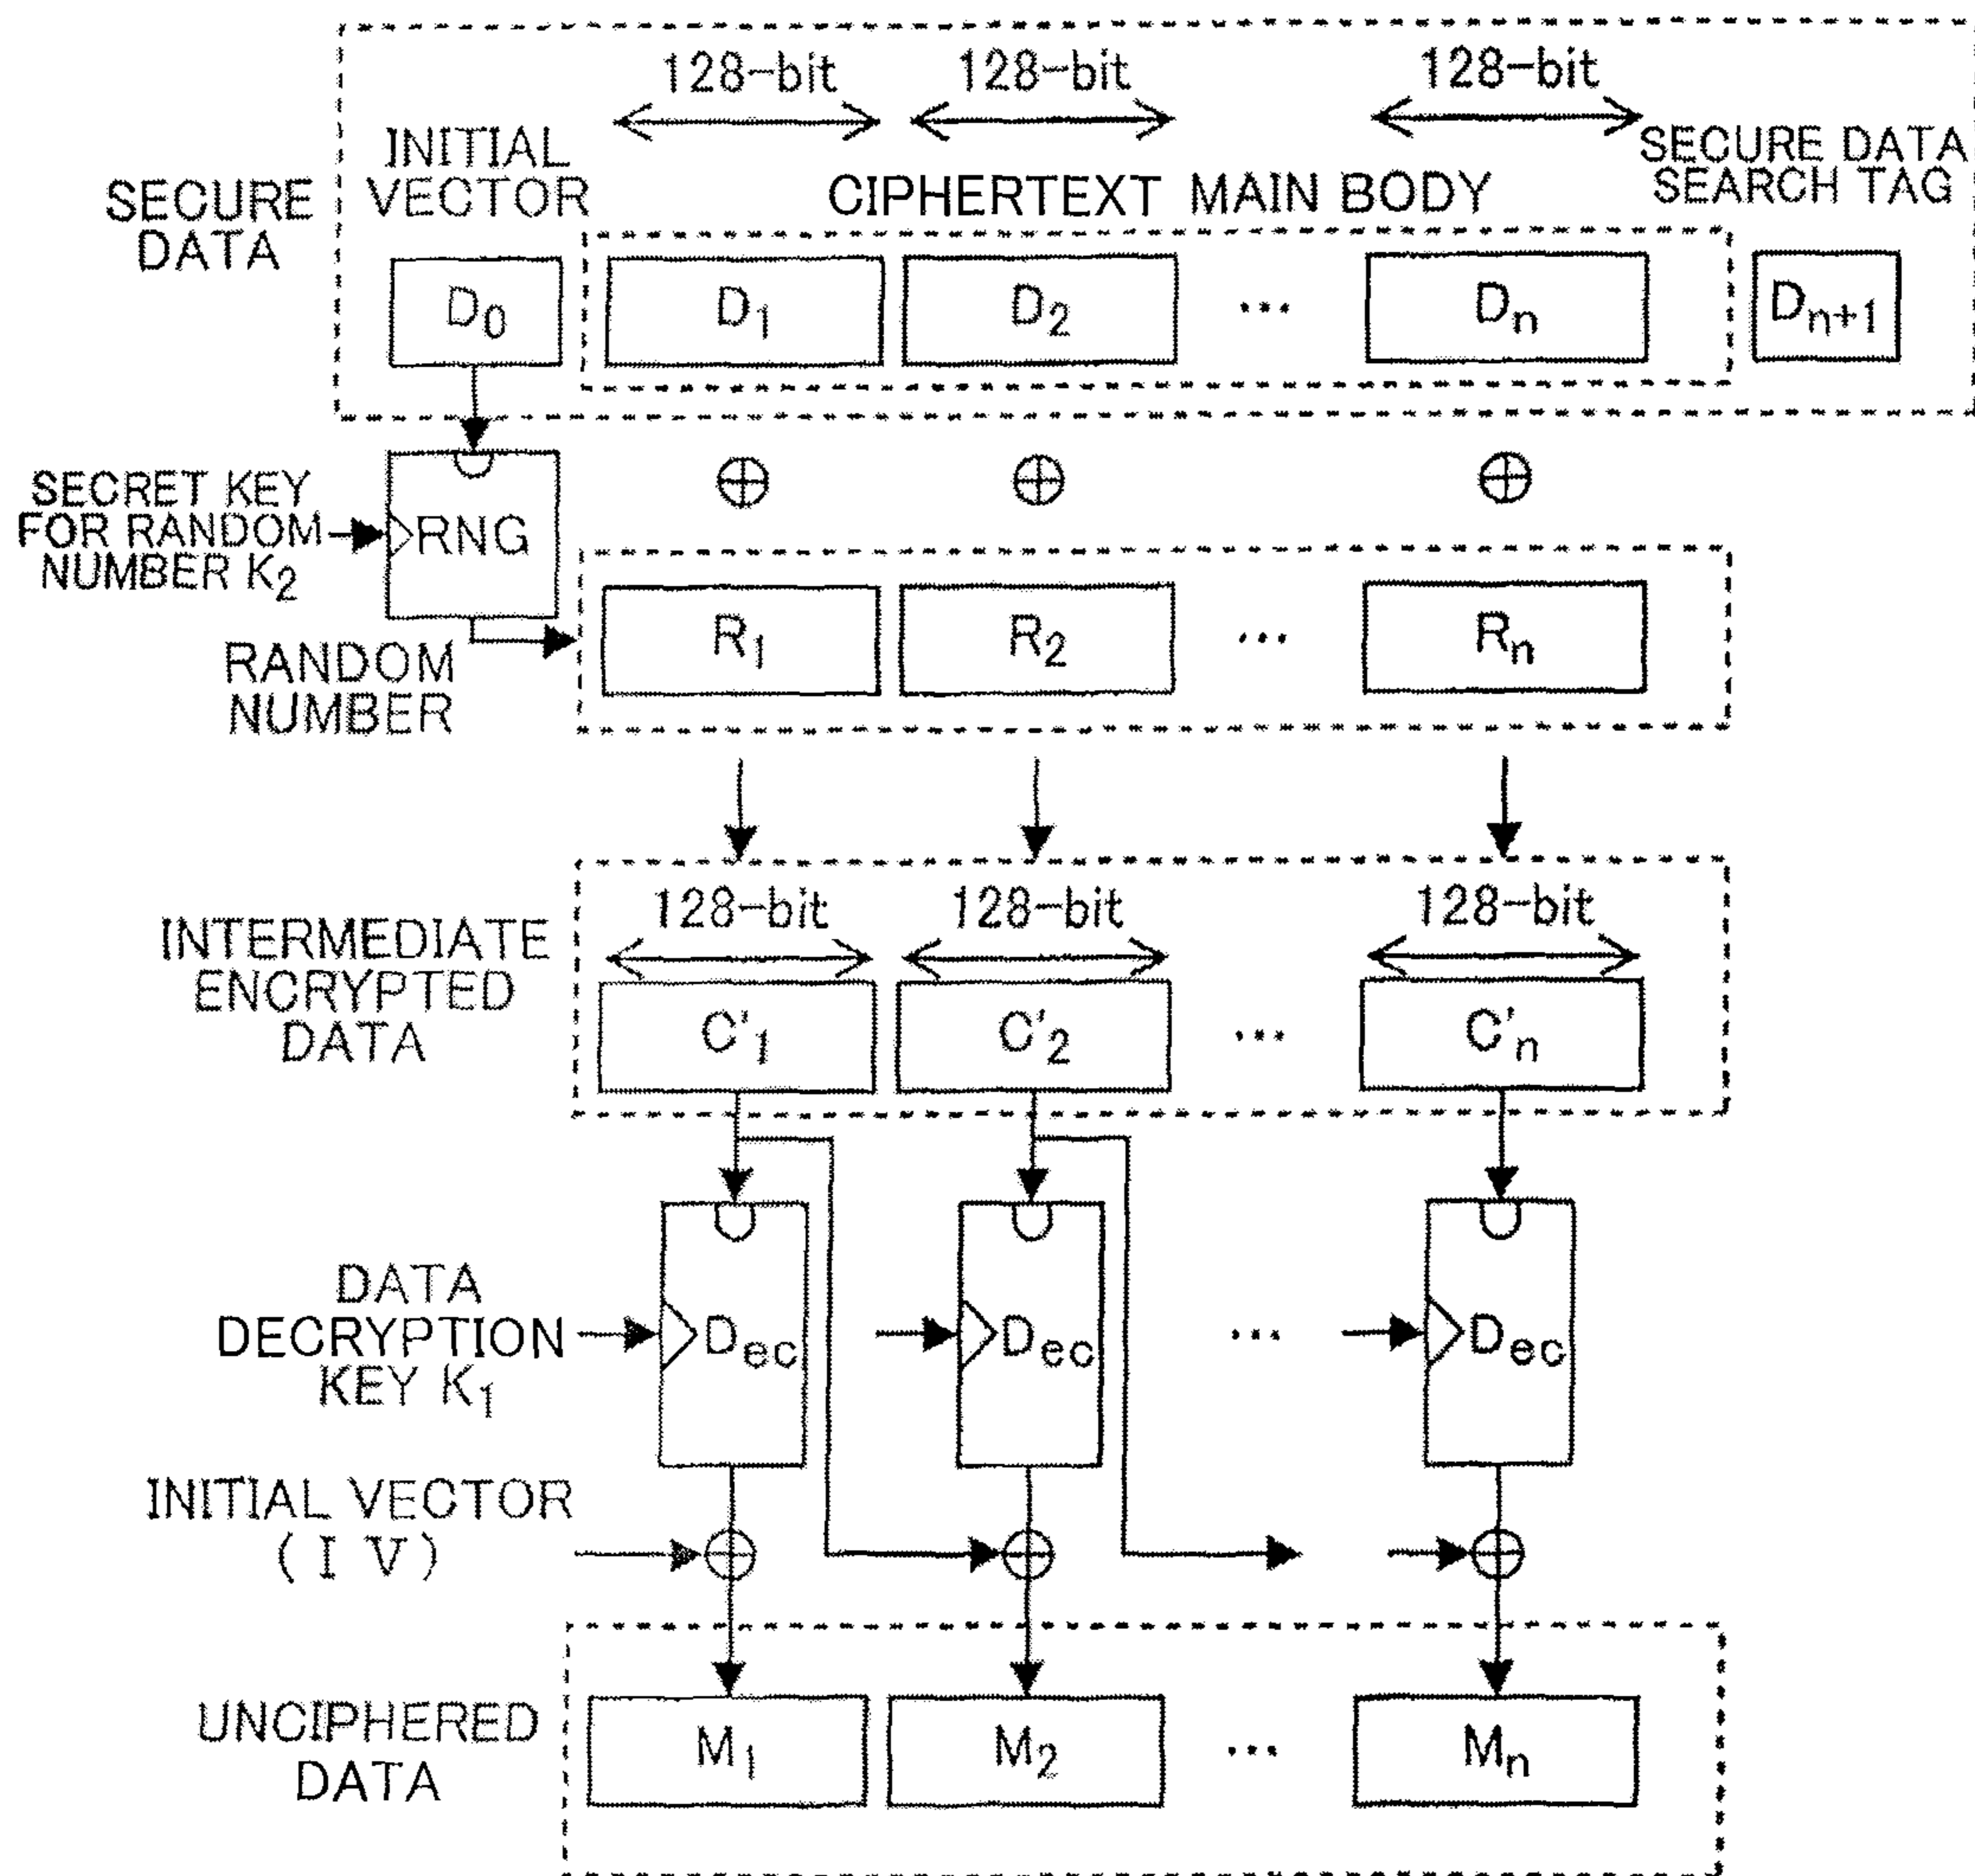 128-bit 128-bit 128-bit
INITIAL VECTOR
SECURE DATA
CIPHERTEXT MAIN BODY
SECURE DATA SEARCH TAG
D0 D1 D2 ... Dn Dn+1
SECRET KEY
FOR RANDOM
NUMBER K2
RNG
⊕ ⊕ ⊕
RANDOM
NUMBER
R1 R2 ... Rn
128-bit 128-bit 128-bit
INTERMEDIATE
ENCRYPTED
DATA
C'1 C'2 ... C'n
DATA
DECRYPTION
KEY K1
Dec Dec ... Dec
INITIAL VECTOR
(IV)
UNCIPHERED
DATA
M1 M2 ... Mn